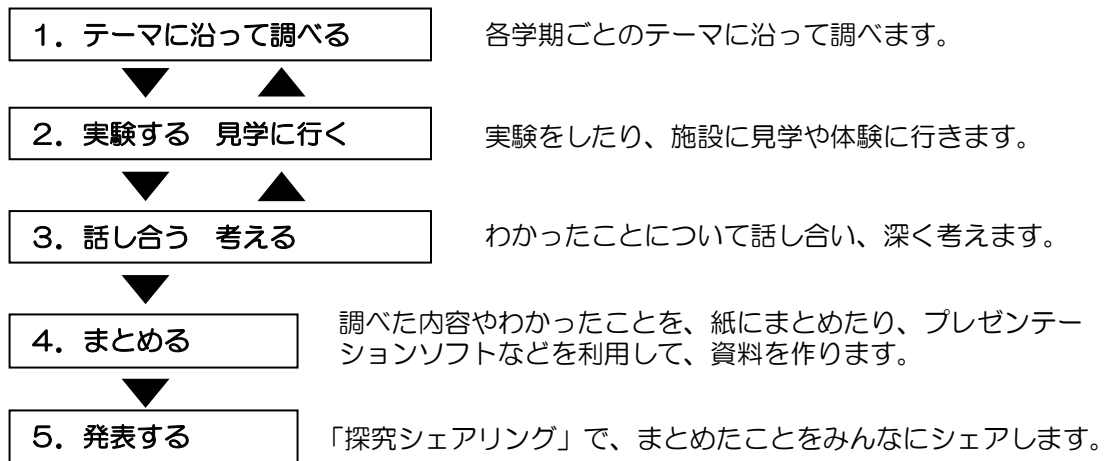 1．テーマに沿って調べる
各学期ごとのテーマに沿って調べます。
2．実験する　見学に行く
実験をしたり、施設に見学や体験に行きます。
3．話し合う　考える
わかったことについて話し合い、深く考えます。
4．まとめる
調べた内容やわかったことを、紙にまとめたり、プレゼンテー
ションソフトなどを利用して、資料を作ります。
5．発表する
「探究シェアリング」で、まとめたことをみんなにシェアします。